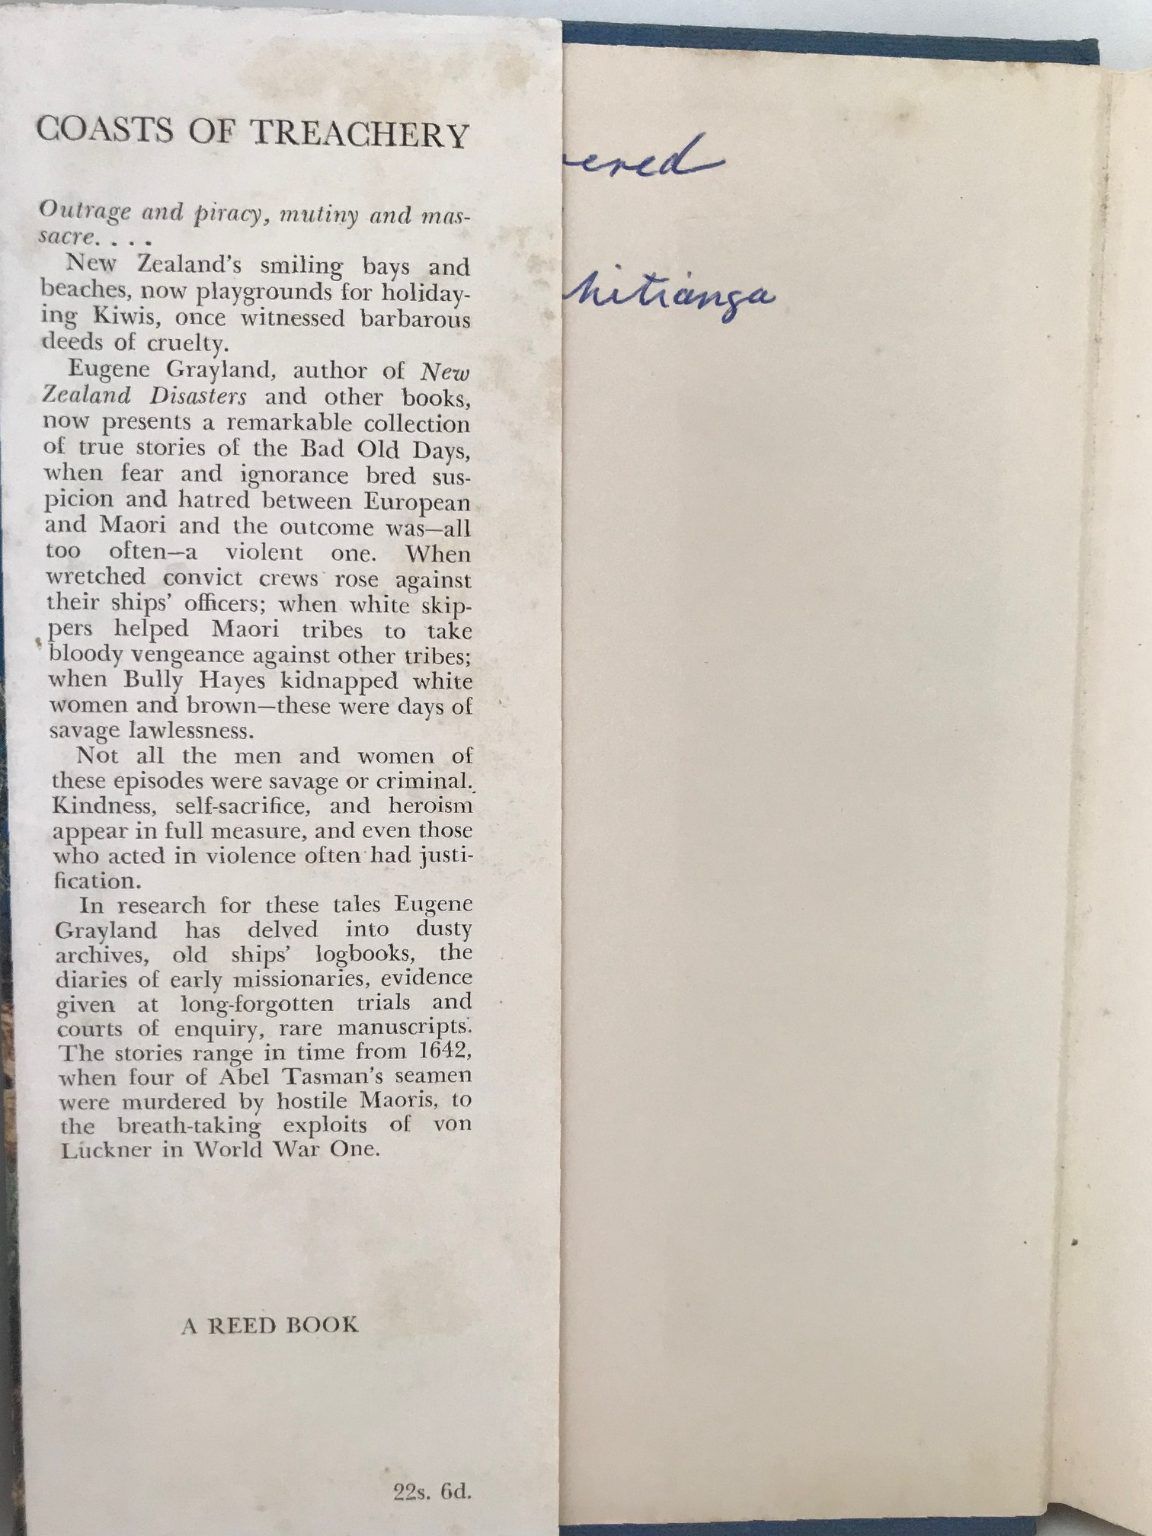 COASTS OF TREACHERY
Outrage and piracy, mutiny and mas-
sacre. . . .
New Zealand's smiling bays and
beaches, now playgrounds for holiday-
ing Kiwis, once witnessed barbarous
deeds of cruelty.
Eugene Grayland, author of New
Zealand Disasters and other books,
now presents a remarkable collection
of true stories of the Bad Old Days,
when fear and ignorance bred sus-
picion and hatred between European
and Maori and the outcome was—all
too often—a violent one. When
wretched convict crews rose against
their ships' officers; when white skip-
pers helped Maori tribes to take
bloody vengeance against other tribes;
when Bully Hayes kidnapped white
women and brown—these were days of
savage lawlessness.
Not all the men and women of
these episodes were savage or criminal.
Kindness, self-sacrifice, and heroism
appear in full measure, and even those
who acted in violence often had justi-
fication.
In research for these tales Eugene
Grayland has delved into dusty
archives, old ships' logbooks, the
diaries of early missionaries, evidence
given at long-forgotten trials and
courts of enquiry, rare manuscripts.
The stories range in time from 1642,
when four of Abel Tasman's seamen
were murdered by hostile Maoris, to
the breath-taking exploits of von
Luckner in World War One.
A REED BOOK
22s. 6d.
ered
hitianga